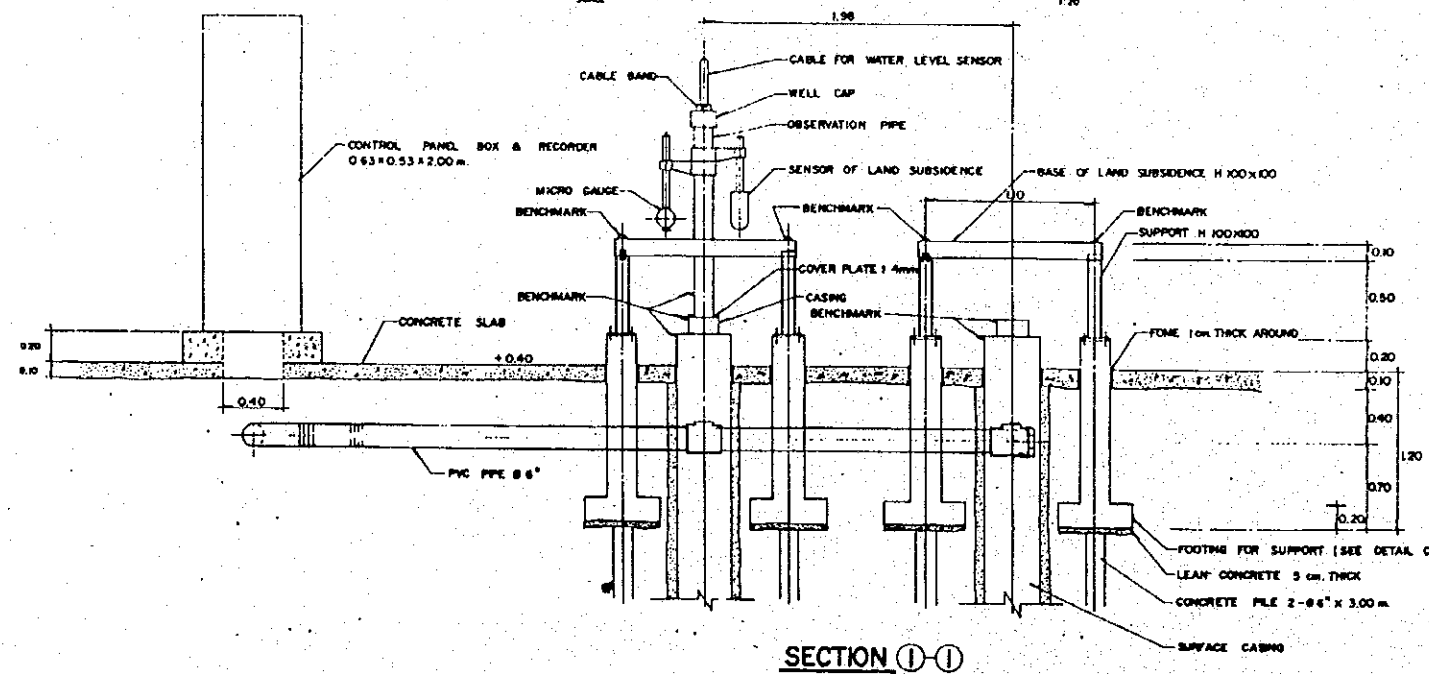 1:20
1.98
CABLE FOR WATER LEVEL SENSOR
CABLE BAND
WELL CAP
OBSERVATION PIPE
CONTROL PANEL BOX & RECORDER
0.63 x 0.53 x 2.00 m.
SENSOR OF LAND SUBSIDENCE
BASE OF LAND SUBSIDENCE H 100x100
MICRO GAUGE
1.10
BENCHMARK
BENCHMARK
BENCHMARK
SUPPORT H 100x100
0.10
COVER PLATE t 4mm
BENCHMARK
CASING
0.50
BENCHMARK
CONCRETE SLAB
FOME 1cm. THICK AROUND
0.20
+0.40
0.20
0.10
0.10
0.40
0.40
1.20
PVC PIPE Ø 6"
0.70
0.20
FOOTING FOR SUPPORT (SEE DETAIL
LEAN CONCRETE 5 cm. THICK
CONCRETE PILE 2-Ø6" x 3.00 m.
SURFACE CASING
SECTION 1-1